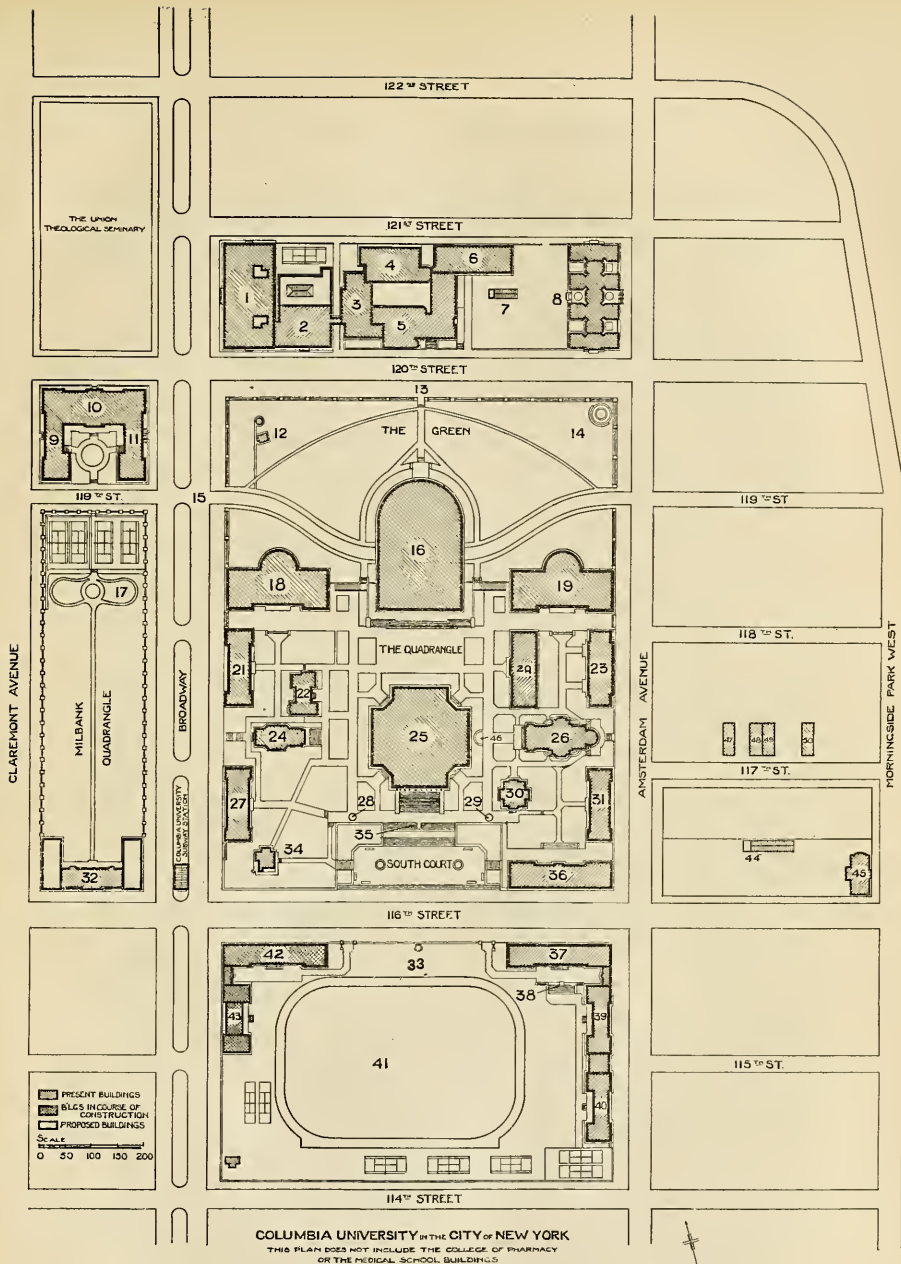 122ND STREET
THE UNION
THEOLOGICAL SEMINARY
121ST STREET
1
2
3
4
5
6
7
8
120TH STREET
9
10
11
12
13
THE GREEN
14
119TH ST.
15
119TH ST
16
17
18
19
118TH ST.
CLAREMONT AVENUE
MILBANK
QUADRANGLE
BROADWAY
COLUMBIA UNIVERSITY
SUBWAY STATION
AMSTERDAM AVENUE
MORNINGSIDE PARK WEST
THE QUADRANGLE
21
22
20
23
24
25
46
26
47
48
49
50
117TH ST.
27
28
29
30
31
32
34
35
SOUTH COURT
36
44
45
116TH STREET
42
33
37
43
38
39
41
40
115TH ST.
PRESENT BUILDINGS
B'LGS IN COURSE OF
CONSTRUCTION
PROPOSED BUILDINGS
SCALE
0 50 100 150 200
114TH STREET
COLUMBIA UNIVERSITY IN THE CITY OF NEW YORK
THIS PLAN DOES NOT INCLUDE THE COLLEGE OF PHARMACY
OR THE MEDICAL SCHOOL BUILDINGS